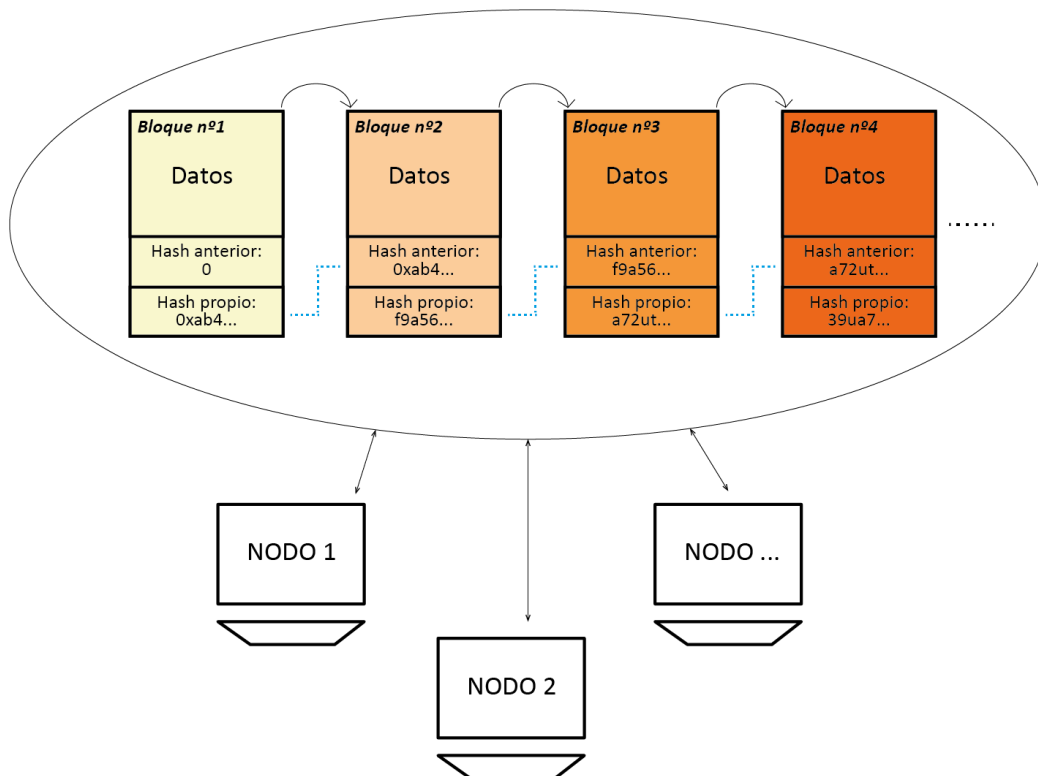 Bloque nº1
Datos
Hash anterior:
0
Hash propio:
0xab4...
Bloque nº2
Datos
Hash anterior:
0xab4...
Hash propio:
f9a56...
Bloque nº3
Datos
Hash anterior:
f9a56...
Hash propio:
a72ut...
Bloque nº4
Datos
Hash anterior:
a72ut...
Hash propio:
39ua7...
NODO 1
NODO 2
NODO ...